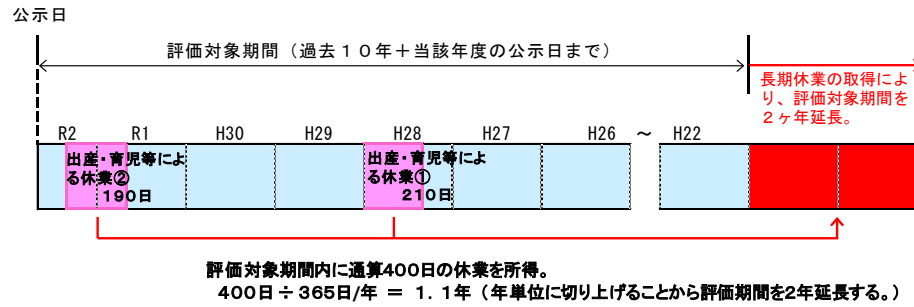 公示日
評価対象期間（過去１０年＋当該年度の公示日まで）
長期休業の取得によ
り、評価対象期間を
２ヶ年延長。
R2 R1 H30 H29 H28 H27 H26 ～ H22
出産・育児等によ
る休業②
190日
出産・育児等によ
る休業①
210日
評価対象期間内に通算400日の休業を所得。
400日÷365日/年 ＝ １．１年（年単位に切り上げることから評価期間を2年延長する。）